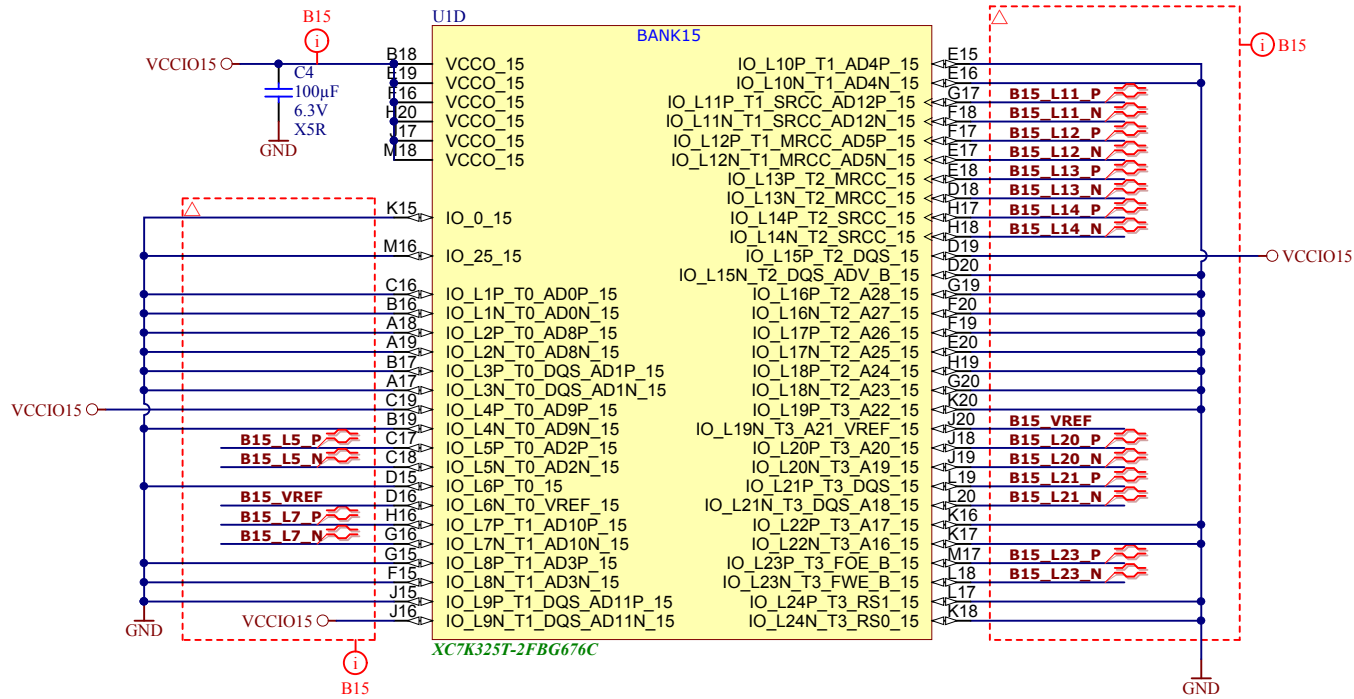 B15
U1D
BANK15
VCCIO15
C4
100µF
6.3V
X5R
GND
B18 VCCO_15
E19 VCCO_15
F16 VCCO_15
H20 VCCO_15
J17 VCCO_15
M18 VCCO_15
K15 IO_0_15
M16 IO_25_15
C16 IO_L1P_T0_AD0P_15
B16 IO_L1N_T0_AD0N_15
A18 IO_L2P_T0_AD8P_15
A19 IO_L2N_T0_AD8N_15
B17 IO_L3P_T0_DQS_AD1P_15
A17 IO_L3N_T0_DQS_AD1N_15
VCCIO15 C19 IO_L4P_T0_AD9P_15
B19 IO_L4N_T0_AD9N_15
B15_L5_P C17 IO_L5P_T0_AD2P_15
B15_L5_N C18 IO_L5N_T0_AD2N_15
D15 IO_L6P_T0_15
B15_VREF D16 IO_L6N_T0_VREF_15
B15_L7_P H16 IO_L7P_T1_AD10P_15
B15_L7_N G16 IO_L7N_T1_AD10N_15
G15 IO_L8P_T1_AD3P_15
F15 IO_L8N_T1_AD3N_15
J15 IO_L9P_T1_DQS_AD11P_15
VCCIO15 J16 IO_L9N_T1_DQS_AD11N_15
GND
B15
XC7K325T-2FBG676C
IO_L10P_T1_AD4P_15 E15
IO_L10N_T1_AD4N_15 E16
IO_L11P_T1_SRCC_AD12P_15 G17 B15_L11_P
IO_L11N_T1_SRCC_AD12N_15 F18 B15_L11_N
IO_L12P_T1_MRCC_AD5P_15 F17 B15_L12_P
IO_L12N_T1_MRCC_AD5N_15 E17 B15_L12_N
IO_L13P_T2_MRCC_15 E18 B15_L13_P
IO_L13N_T2_MRCC_15 D18 B15_L13_N
IO_L14P_T2_SRCC_15 H17 B15_L14_P
IO_L14N_T2_SRCC_15 H18 B15_L14_N
IO_L15P_T2_DQS_15 D19 VCCIO15
IO_L15N_T2_DQS_ADV_B_15 D20
IO_L16P_T2_A28_15 G19
IO_L16N_T2_A27_15 F20
IO_L17P_T2_A26_15 F19
IO_L17N_T2_A25_15 E20
IO_L18P_T2_A24_15 H19
IO_L18N_T2_A23_15 G20
IO_L19P_T3_A22_15 K20
IO_L19N_T3_A21_VREF_15 J20 B15_VREF
IO_L20P_T3_A20_15 J18 B15_L20_P
IO_L20N_T3_A19_15 J19 B15_L20_N
IO_L21P_T3_DQS_15 L19 B15_L21_P
IO_L21N_T3_DQS_A18_15 L20 B15_L21_N
IO_L22P_T3_A17_15 K16
IO_L22N_T3_A16_15 K17
IO_L23P_T3_FOE_B_15 M17 B15_L23_P
IO_L23N_T3_FWE_B_15 L18 B15_L23_N
IO_L24P_T3_RS1_15 L17
IO_L24N_T3_RS0_15 K18
B15
GND